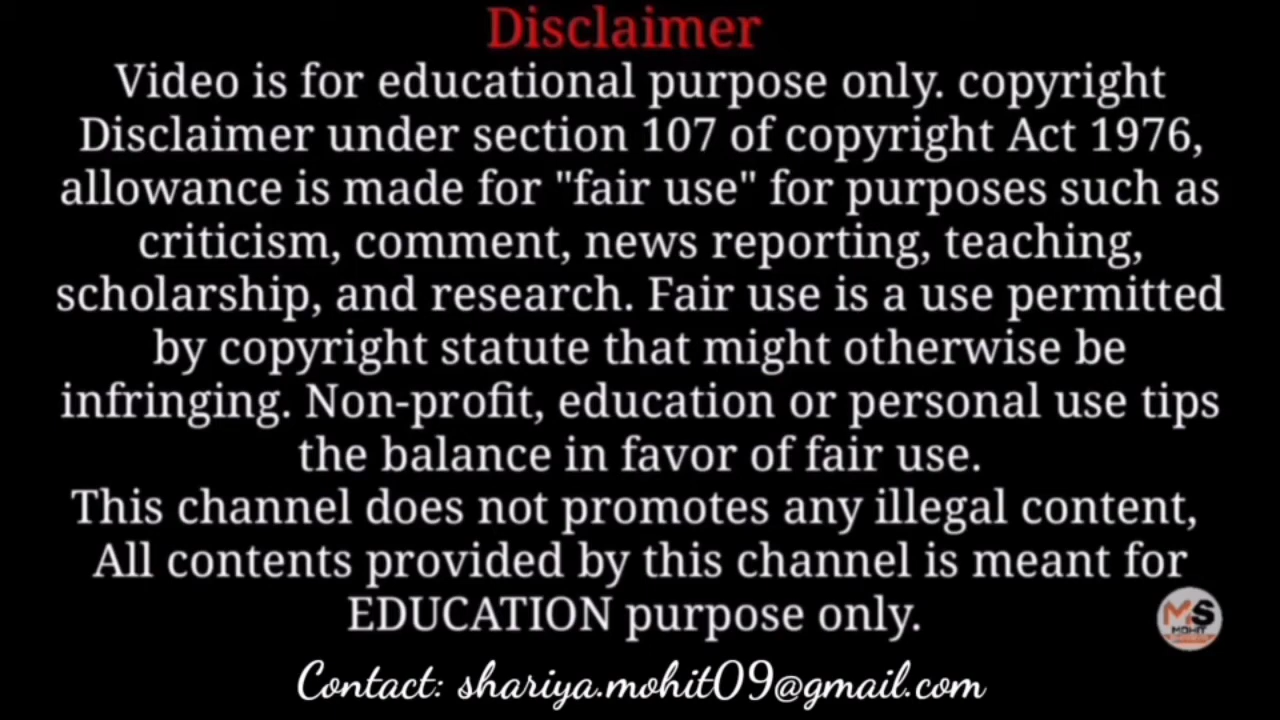 Disclaimer
Video is for educational purpose only. copyright
Disclaimer under section 107 of copyright Act 1976,
allowance is made for "fair use" for purposes such as
criticism, comment, news reporting, teaching,
scholarship, and research. Fair use is a use permitted
by copyright statute that might otherwise be
infringing. Non-profit, education or personal use tips
the balance in favor of fair use.
This channel does not promotes any illegal content,
All contents provided by this channel is meant for
EDUCATION purpose only.
MS
MOHIT
Contact: shariya.mohit09@gmail.com